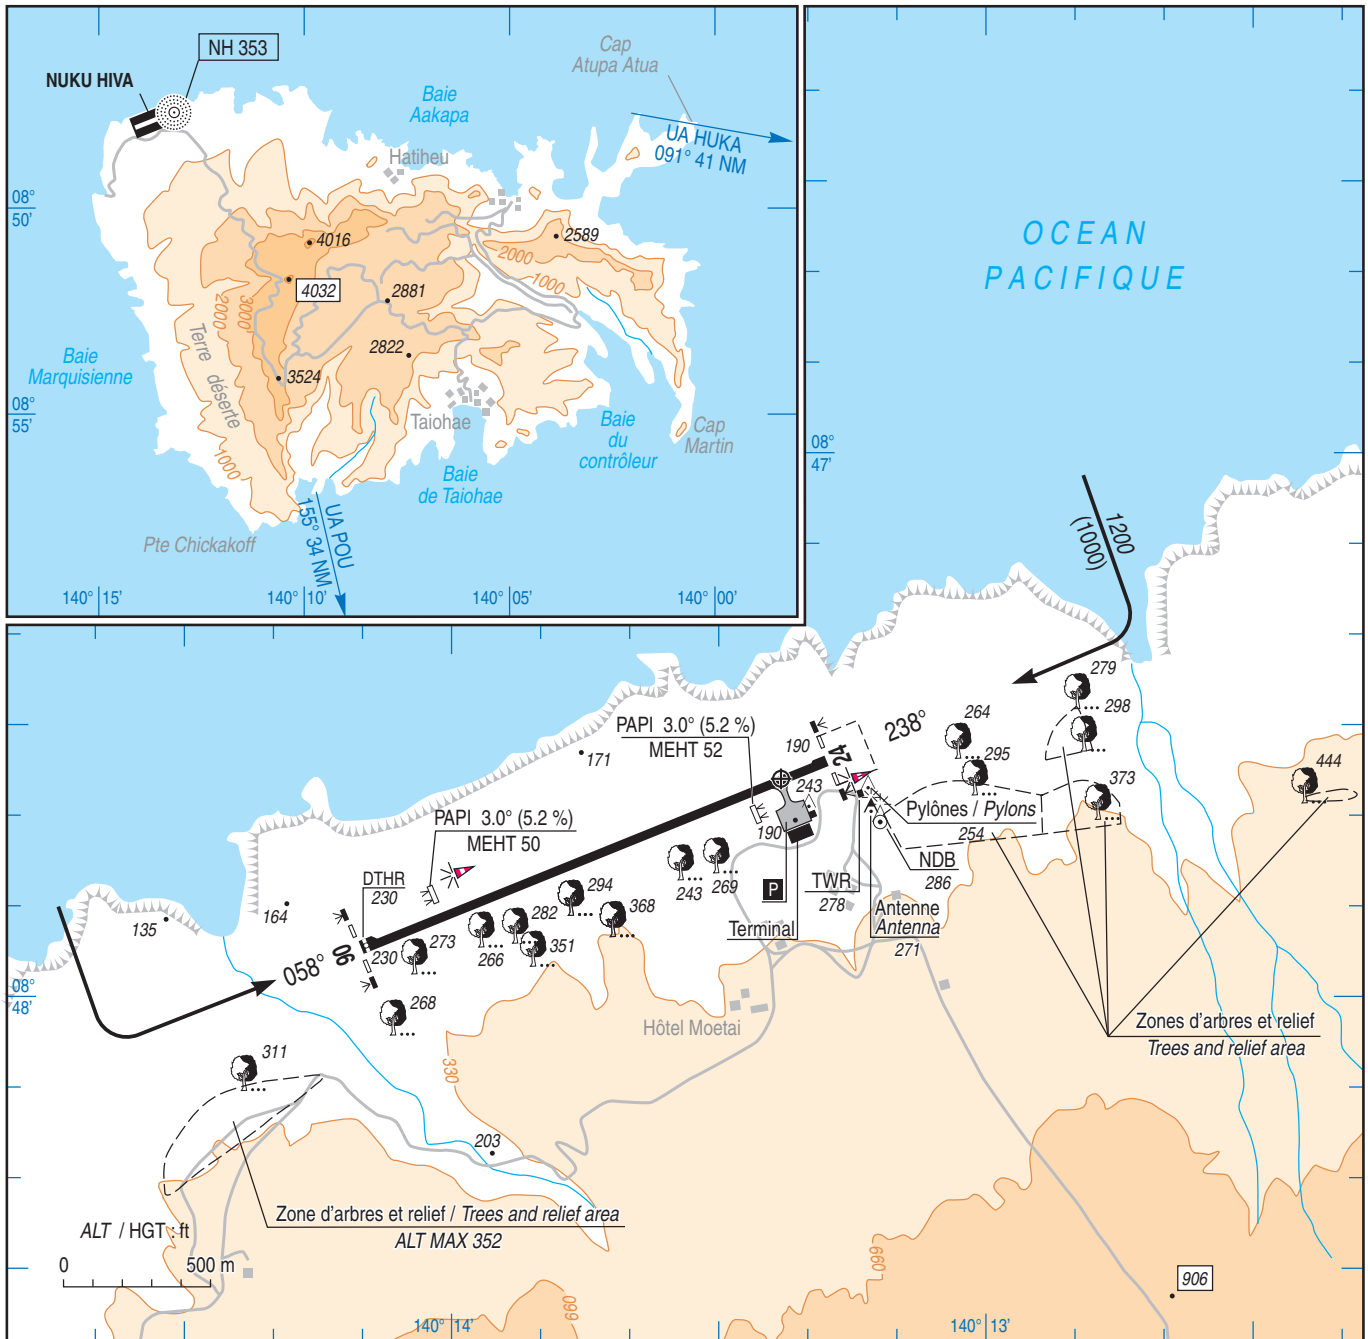 NH 353
NUKU HIVA
Cap
Atupa Atua
Baie
Aakapa
UA HUKA
091° 41 NM
Hatiheu
08°
50'
4016
2589
2000
1000
4032
2881
3000
2000
2822
Terre déserte
Baie
Marquisienne
3524
08°
55'
Taiohae
Baie
du
contrôleur
Cap
Martin
1000
Baie
de Taiohae
UA POU
155° 34 NM
Pte Chickakoff
140° 15'
140° 10'
140° 05'
140° 00'
OCEAN
PACIFIQUE
08°
47'
1200
(1000)
279
298
264
238°
PAPI 3.0° (5.2 %)
MEHT 52
190
24
171
295
444
243
373
Pylônes / Pylons
254
PAPI 3.0° (5.2 %)
MEHT 50
190
NDB
286
DTHR
230
294
243
269
P
TWR
278
Antenne
Antenna
271
164
282
368
Terminal
135
273
266
351
06
230
058°
08°
48'
268
Hôtel Moetai
Zones d'arbres et relief
Trees and relief area
311
330
203
Zone d'arbres et relief / Trees and relief area
ALT MAX 352
ALT / HGT : ft
0
500 m
660
660
906
140° 14'
140° 13'